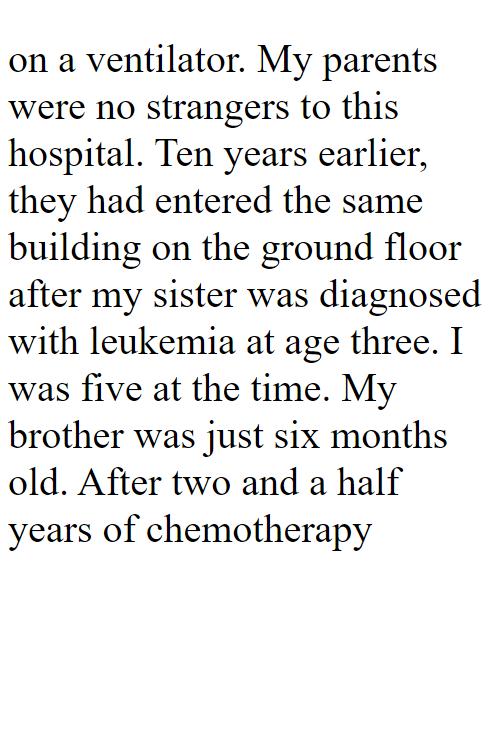 on a ventilator. My parents
were no strangers to this
hospital. Ten years earlier,
they had entered the same
building on the ground floor
after my sister was diagnosed
with leukemia at age three. I
was five at the time. My
brother was just six months
old. After two and a half
years of chemotherapy